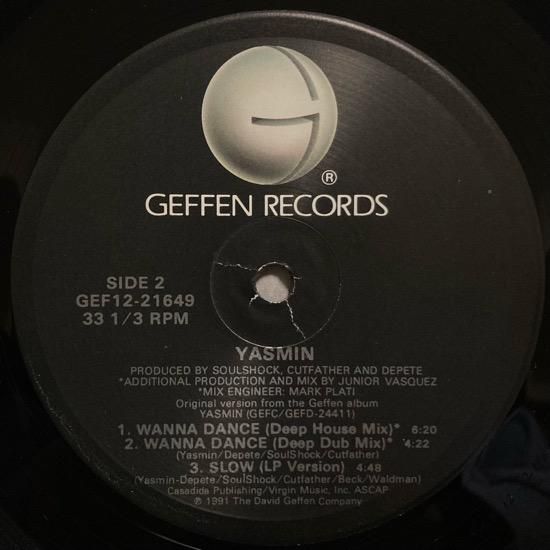 G
®
GEFFEN RECORDS
SIDE 2
GEF12-21649
33 1/3 RPM
YASMIN
PRODUCED BY SOULSHOCK, CUTFATHER AND DEPETE
*ADDITIONAL PRODUCTION AND MIX BY JUNIOR VASQUEZ
*MIX ENGINEER: MARK PLATI
Original version from the Geffen album
YASMIN (GEFC/GEFD-24411)
1. WANNA DANCE (Deep House Mix)* 6:20
2. WANNA DANCE (Deep Dub Mix)* 4:22
(Yasmin/Depete/SoulShock/Cutfather)
3. SLOW (LP Version) 4:48
(Yasmin-Depete/SoulShock/Cutfather/Beck/Waldman)
Casadida Publishing/Virgin Music, Inc. ASCAP
℗ 1991 The David Geffen Company